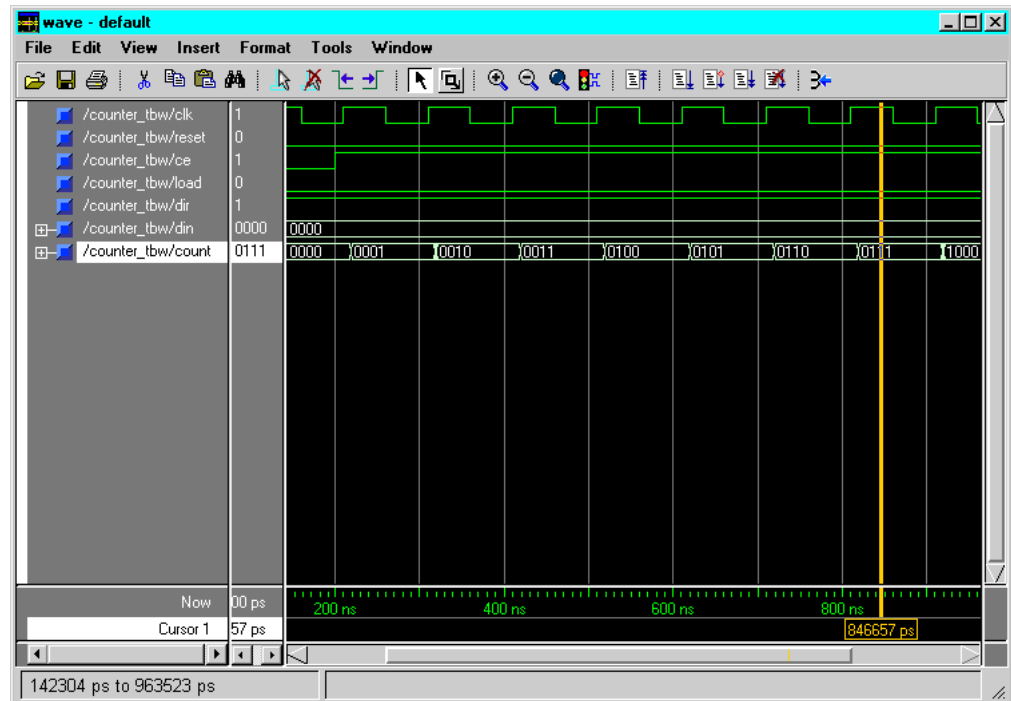 wave - default
File Edit View Insert Format Tools Window
/counter_tbw/clk 1
/counter_tbw/reset 0
/counter_tbw/ce 1
/counter_tbw/load 0
/counter_tbw/dir 1
/counter_tbw/din 0000 0000
/counter_tbw/count 0111 0000 0001 0010 0011 0100 0101 0110 0111 1000
Now 00 ps 200 ns 400 ns 600 ns 800 ns
Cursor 1 57 ps 846657 ps
142304 ps to 963523 ps